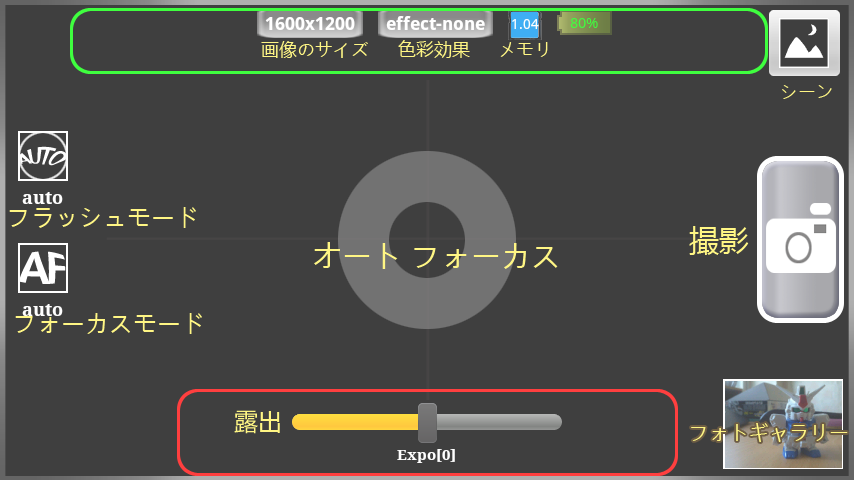 1600x1200
effect-none
1.04
80%
画像のサイズ
色彩効果
メモリ
シーン
AUTO
auto
フラッシュモード
AF
auto
フォーカスモード
オート フォーカス
撮影
露出
Expo[0]
フォトギャラリー